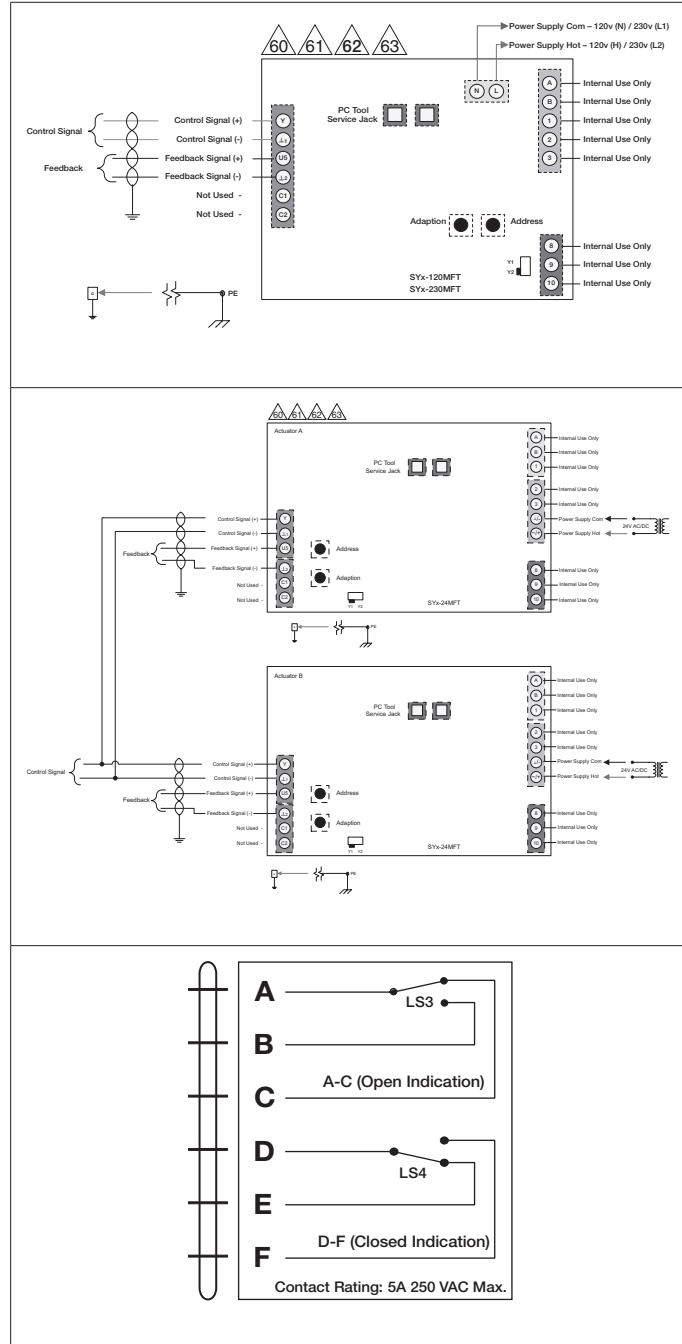 Power Supply Com – 120v (N) / 230v (L1)
60 61 62 63
Power Supply Hot – 120v (H) / 230v (L2)
N L
A Internal Use Only
B Internal Use Only
1 Internal Use Only
2 Internal Use Only
3 Internal Use Only
PC Tool
Service Jack
Control Signal
Control Signal (+) Y
Control Signal (-) ⊥1
Feedback
Feedback Signal (+) U5
Feedback Signal (-) ⊥2
Not Used - C1
Not Used - C2
Adaption Address
8 Internal Use Only
Y1
Y2
9 Internal Use Only
10 Internal Use Only
SYx-120MFT
SYx-230MFT
G PE
60 61 62 63
Actuator A
PC Tool
Service Jack
A Internal Use Only
B Internal Use Only
1 Internal Use Only
2 Internal Use Only
3 Internal Use Only
Power Supply Com
Power Supply Hot
24V AC/DC
Control Signal (+) Y
Control Signal (-) ⊥1
Feedback
Feedback Signal (+) U5
Feedback Signal (-) ⊥2
Not Used - C1
Not Used - C2
Address
Adaption
Y1 Y2
SYx-24MFT
8 Internal Use Only
9 Internal Use Only
10 Internal Use Only
PE
Actuator B
PC Tool
Service Jack
A Internal Use Only
B Internal Use Only
1 Internal Use Only
2 Internal Use Only
3 Internal Use Only
Power Supply Com
Power Supply Hot
24V AC/DC
Control Signal
Control Signal (+) Y
Control Signal (-) ⊥1
Feedback
Feedback Signal (+) U5
Feedback Signal (-) ⊥2
Not Used - C1
Not Used - C2
Address
Adaption
Y1 Y2
SYx-24MFT
8 Internal Use Only
9 Internal Use Only
10 Internal Use Only
PE
A
LS3
B
A-C (Open Indication)
C
D
LS4
E
D-F (Closed Indication)
F
Contact Rating: 5A 250 VAC Max.